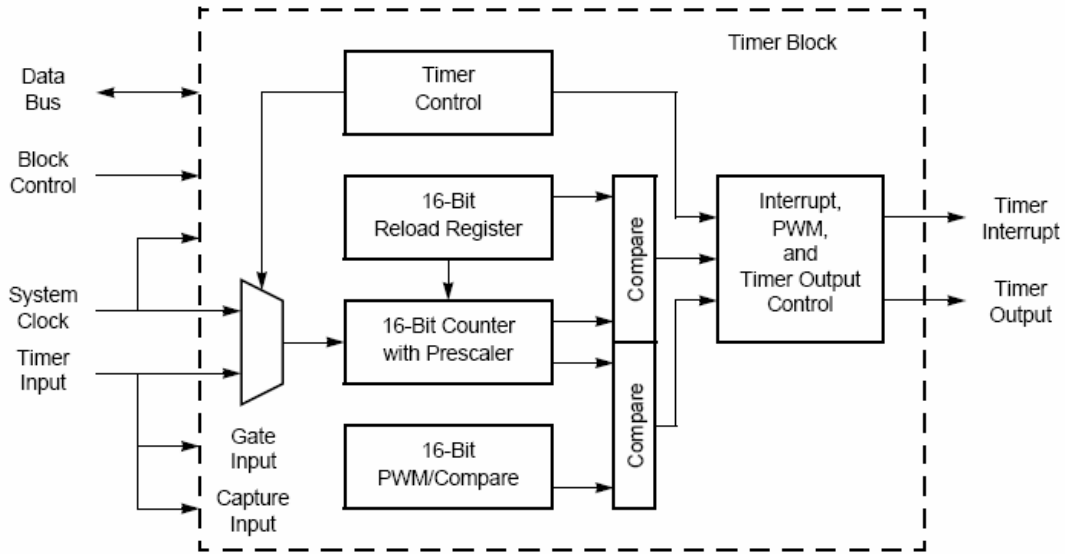 Timer Block
Data
Bus
Block
Control
System
Clock
Timer
Input
Gate
Input
Capture
Input
Timer
Control
16-Bit
Reload Register
16-Bit Counter
with Prescaler
16-Bit
PWM/Compare
Compare
Compare
Interrupt,
PWM,
and
Timer Output
Control
Timer
Interrupt
Timer
Output